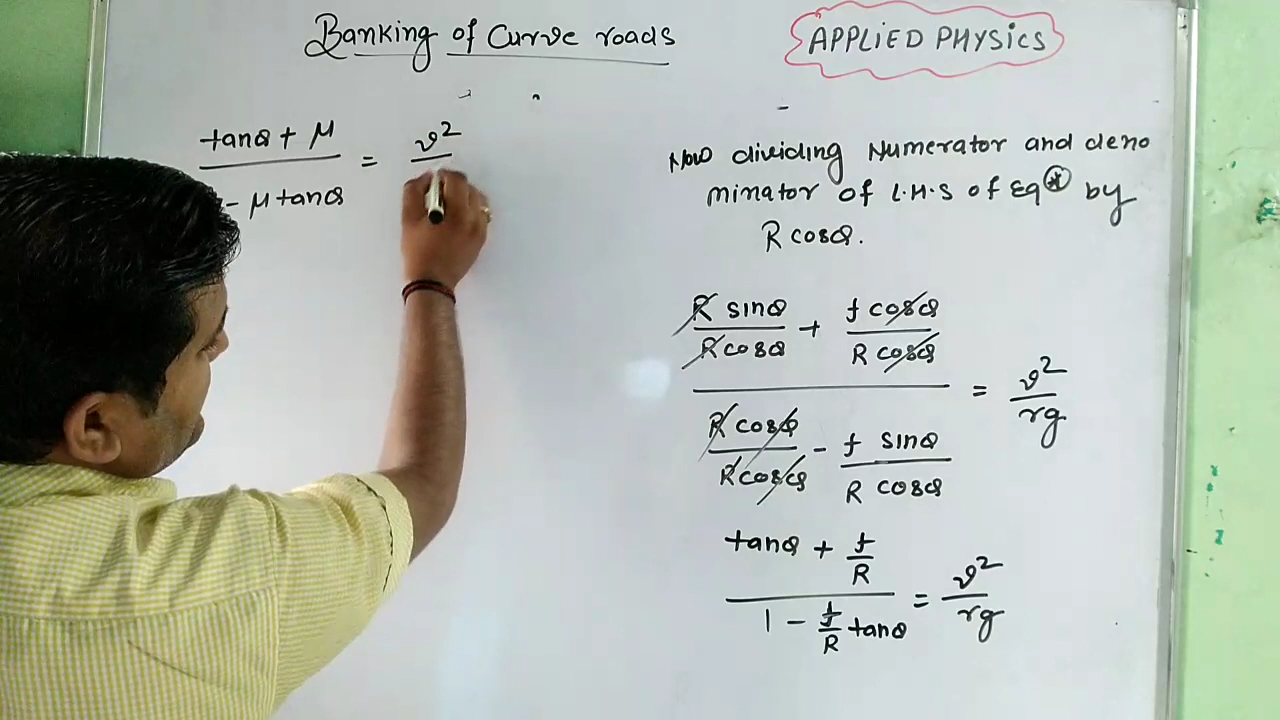 Banking of Curve roads
APPLIED PHYSICS
tanθ + μ
- μ tanθ
= v²
Now dividing Numerator and deno
minator of L.H.S of Eq * by
R cosθ.
R sinθ / R cosθ + f cosθ / R cosθ
R cosθ / R cosθ - f sinθ / R cosθ
= v² / rg
tanθ + f/R
1 - f/R tanθ
= v² / rg